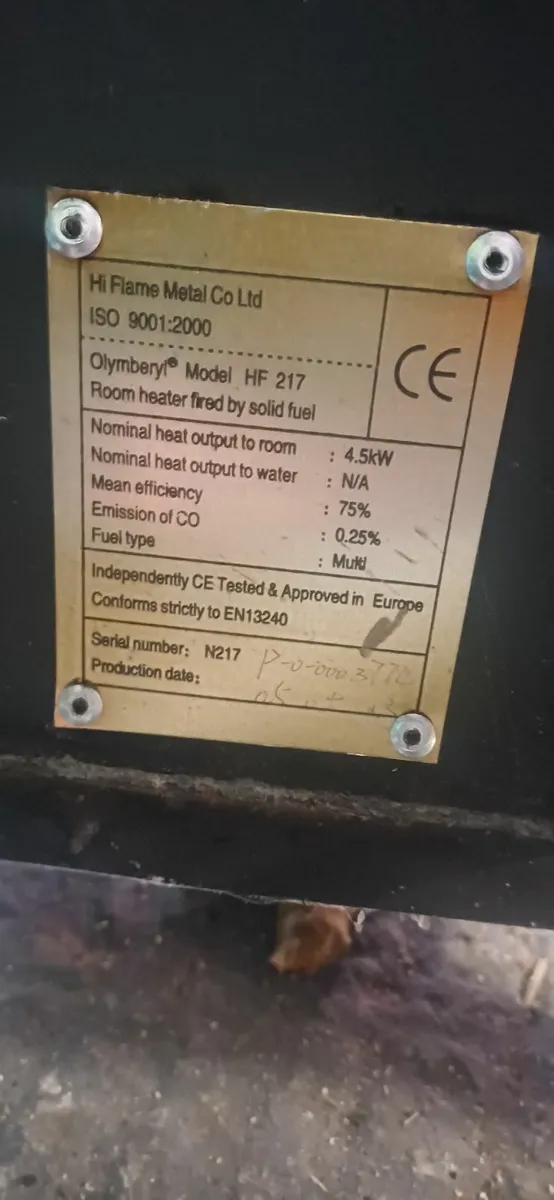 Hi Flame Metal Co Ltd
ISO 9001:2000
CE
Olymberyl® Model HF 217
Room heater fired by solid fuel
Nominal heat output to room : 4.5kW
Nominal heat output to water : N/A
Mean efficiency : 75%
Emission of CO : 0.25%
Fuel type : Multi
Independently CE Tested & Approved in Europe
Conforms strictly to EN13240
Serial number: N217
Production date: